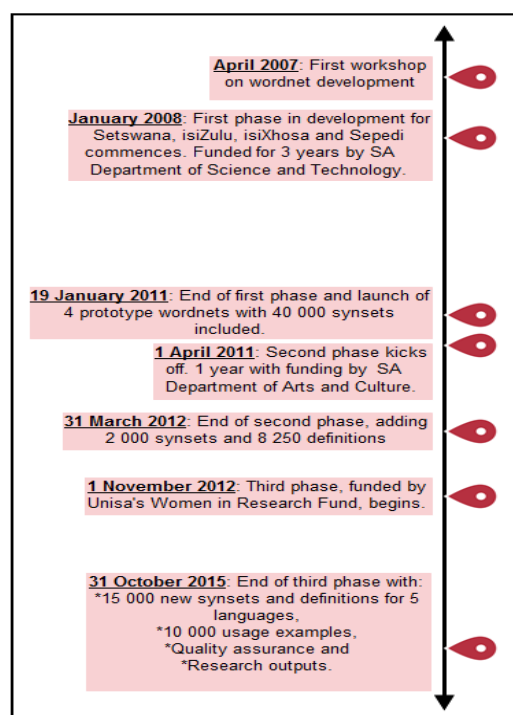 April 2007: First workshop
on wordnet development
January 2008: First phase in development for
Setswana, isiZulu, isiXhosa and Sepedi
commences. Funded for 3 years by SA
Department of Science and Technology.
19 January 2011: End of first phase and launch of
4 prototype wordnets with 40 000 synsets
included.
1 April 2011: Second phase kicks
off. 1 year with funding by SA
Department of Arts and Culture.
31 March 2012: End of second phase, adding
2 000 synsets and 8 250 definitions
1 November 2012: Third phase, funded by
Unisa's Women in Research Fund, begins.
31 October 2015: End of third phase with:
*15 000 new synsets and definitions for 5
languages,
*10 000 usage examples,
*Quality assurance and
*Research outputs.